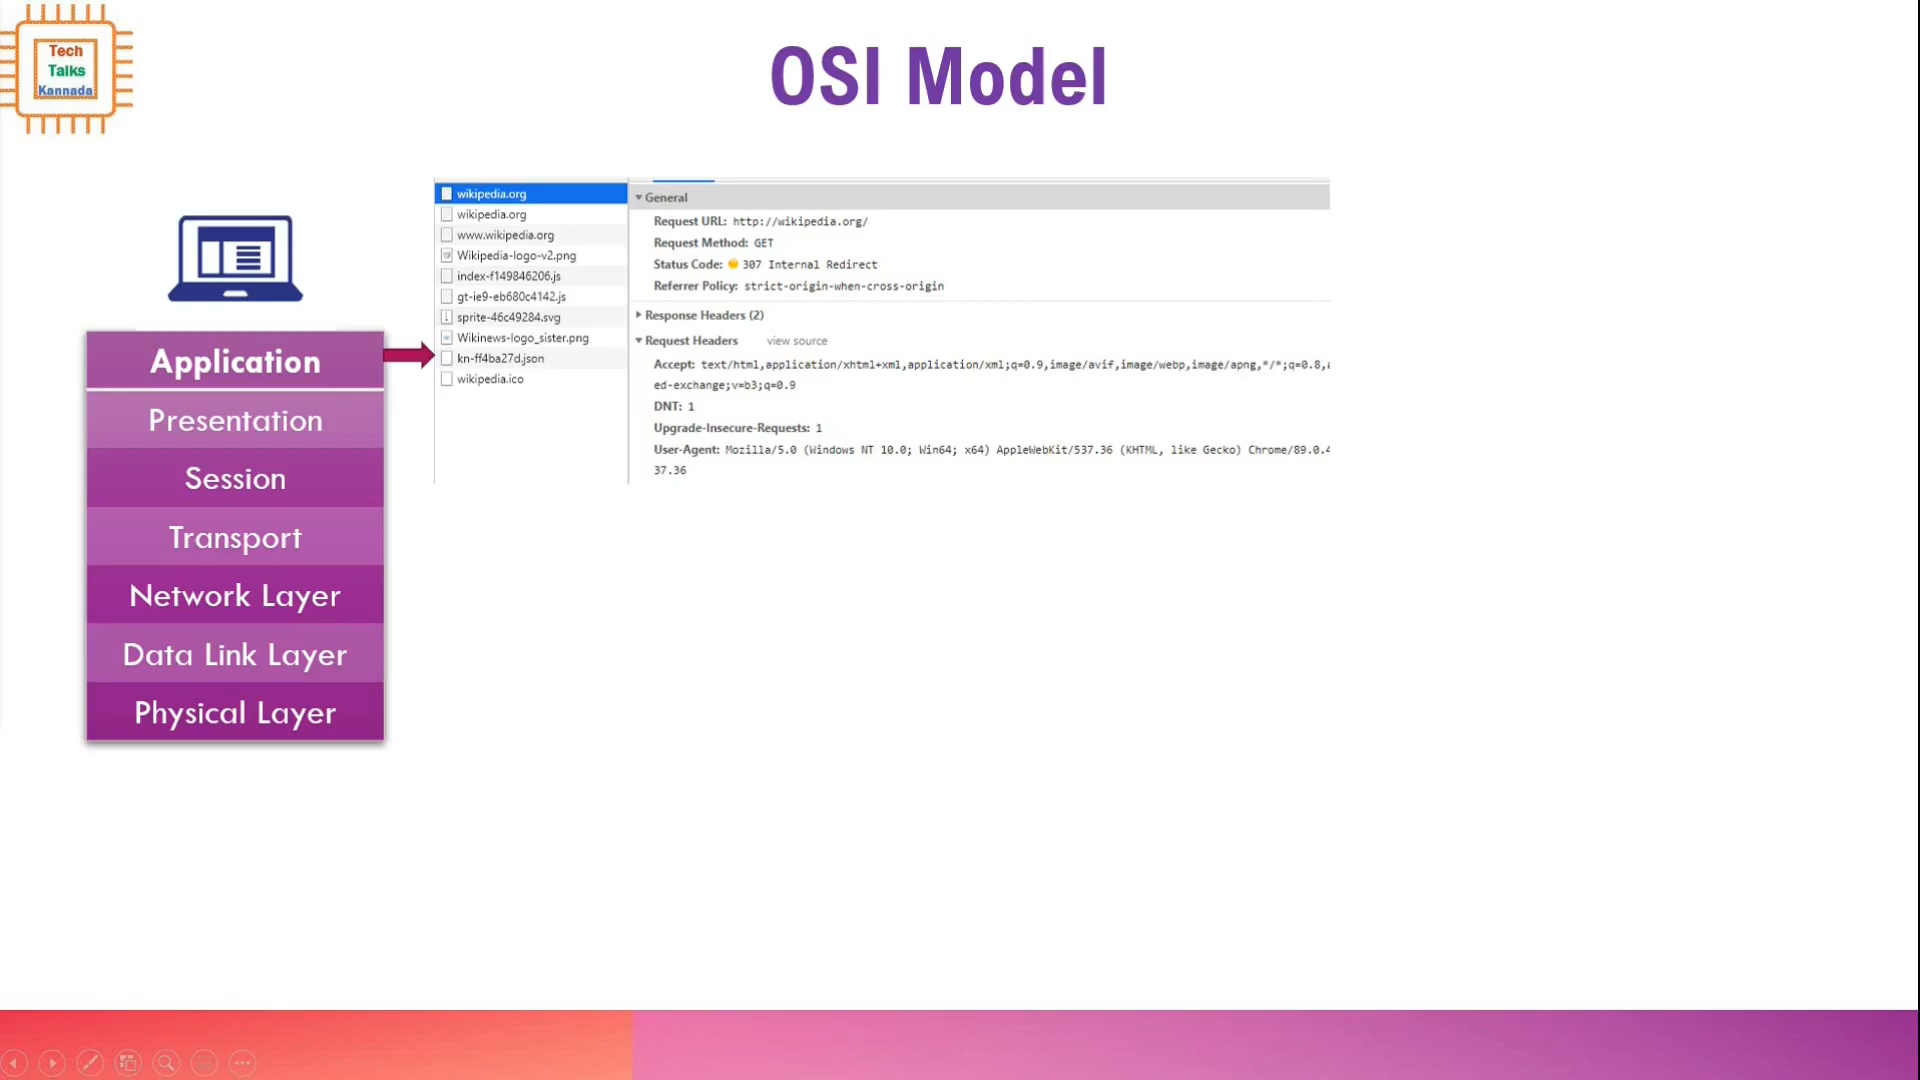 Tech
Talks
Kannada
OSI Model
Application
Presentation
Session
Transport
Network Layer
Data Link Layer
Physical Layer
wikipedia.org
wikipedia.org
www.wikipedia.org
Wikipedia-logo-v2.png
index-f149846206.js
gt-ie9-eb680c4142.js
sprite-46c49284.svg
Wikinews-logo_sister.png
kn-ff4ba27d.json
wikipedia.ico
General
Request URL: http://wikipedia.org/
Request Method: GET
Status Code: 307 Internal Redirect
Referrer Policy: strict-origin-when-cross-origin
Response Headers (2)
Request Headers view source
Accept: text/html,application/xhtml+xml,application/xml;q=0.9,image/avif,image/webp,image/apng,*/*;q=0.8,a
ed-exchange;v=b3;q=0.9
DNT: 1
Upgrade-Insecure-Requests: 1
User-Agent: Mozilla/5.0 (Windows NT 10.0; Win64; x64) AppleWebKit/537.36 (KHTML, like Gecko) Chrome/89.0.4
37.36